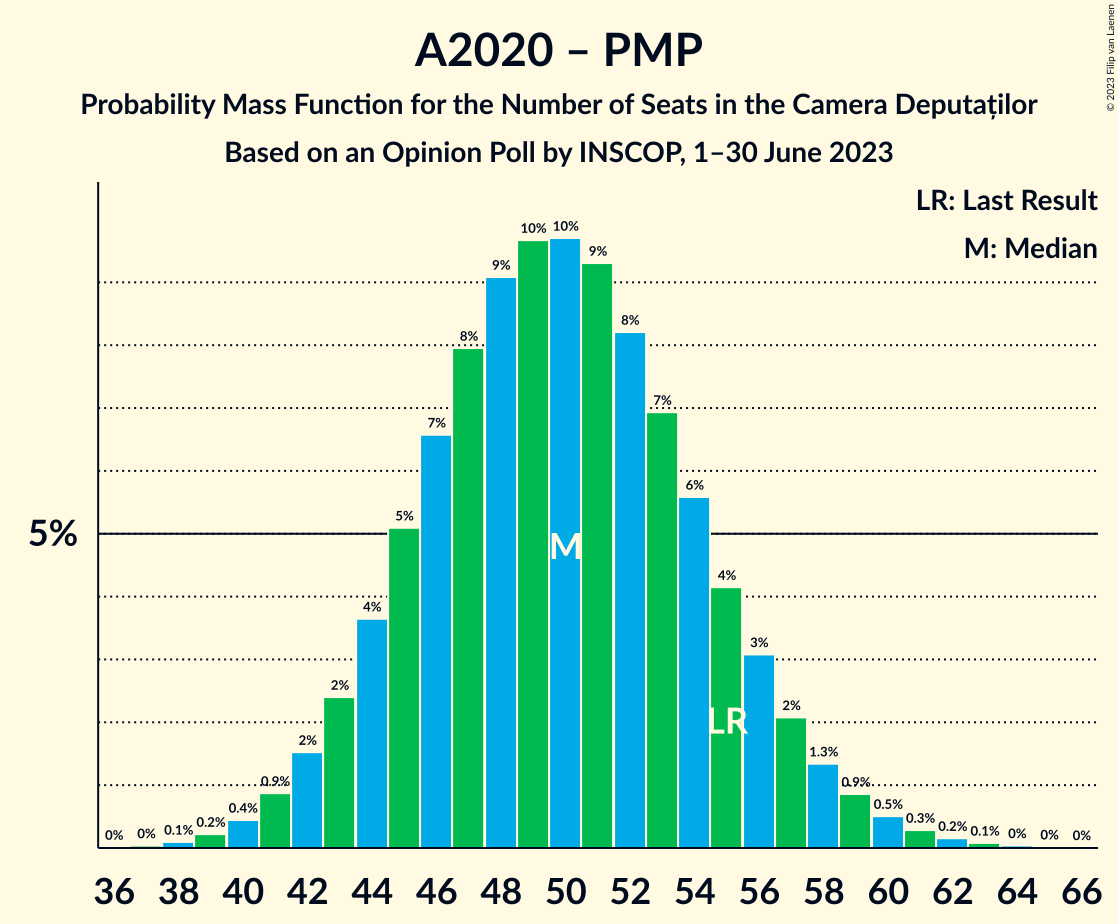 A2020 – PMP
Probability Mass Function for the Number of Seats in the Camera Deputaților
Based on an Opinion Poll by INSCOP, 1–30 June 2023
© 2023 Filip van Laenen
LR: Last Result
M: Median
5%
0% 0% 0.1% 0.2% 0.4% 0.9% 2% 2% 4% 5% 7% 8% 9% 10% 10% 9% 8% 7% 6% 4% 3% 2% 1.3% 0.9% 0.5% 0.3% 0.2% 0.1% 0% 0% 0%
M
LR
36 38 40 42 44 46 48 50 52 54 56 58 60 62 64 66